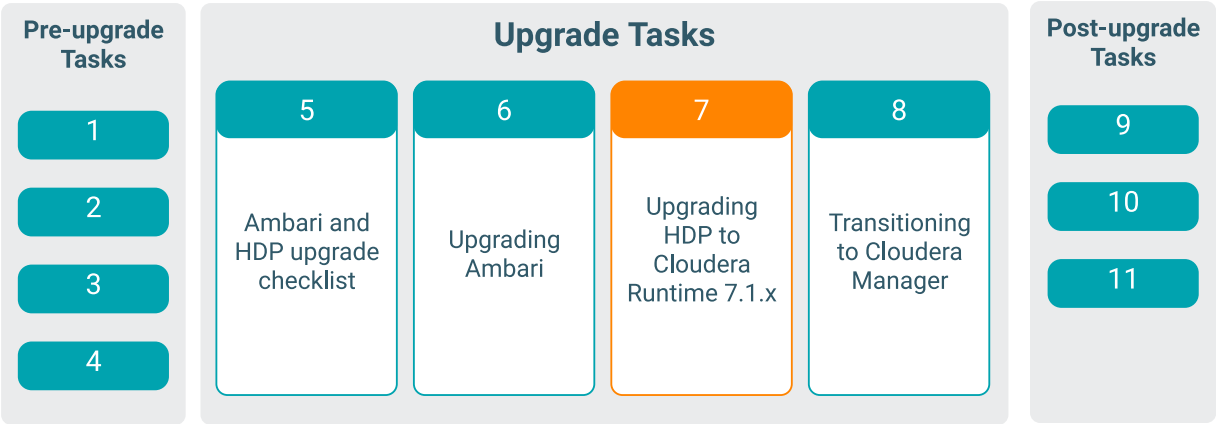 Pre-upgrade
Tasks
1
2
3
4
Upgrade Tasks
5
Ambari and
HDP upgrade
checklist
6
Upgrading
Ambari
7
Upgrading
HDP to
Cloudera
Runtime 7.1.x
8
Transitioning
to Cloudera
Manager
Post-upgrade
Tasks
9
10
11